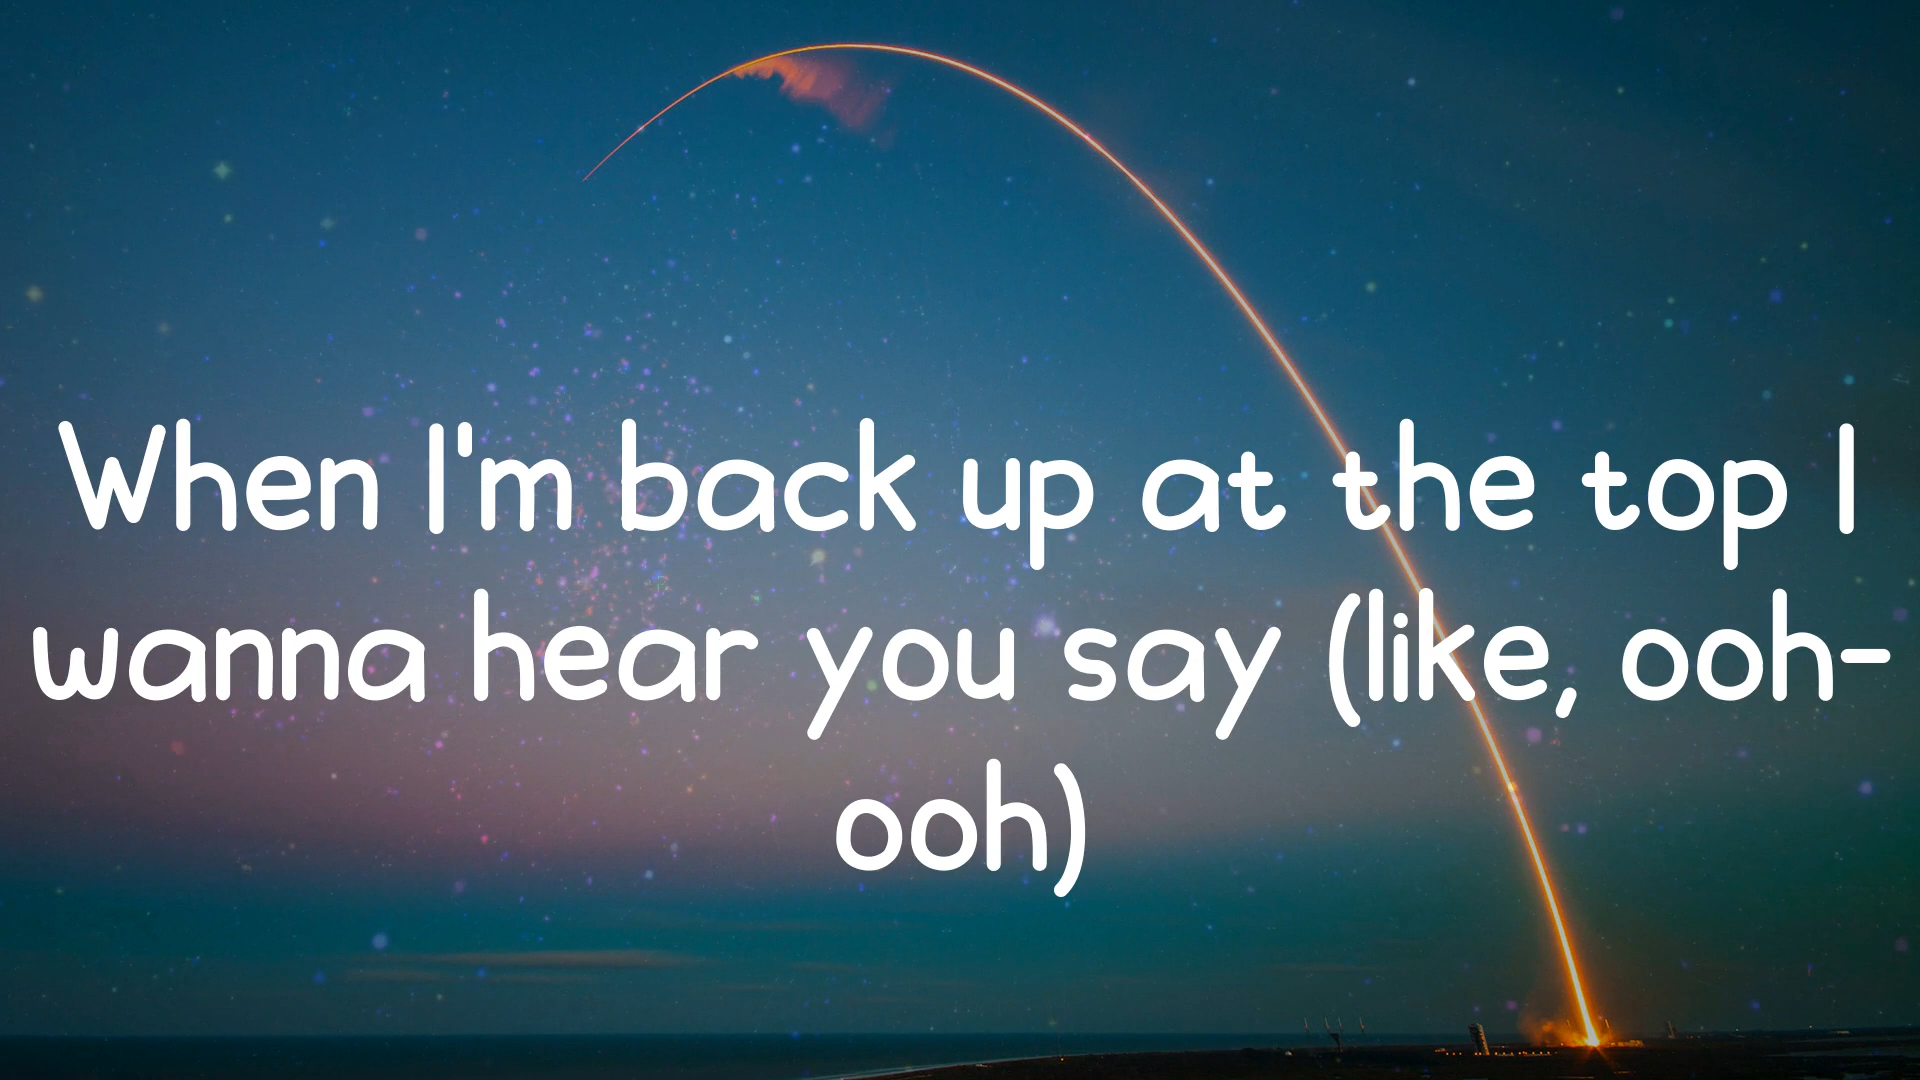 When I'm back up at the top I
wanna hear you say (like, ooh-
ooh)